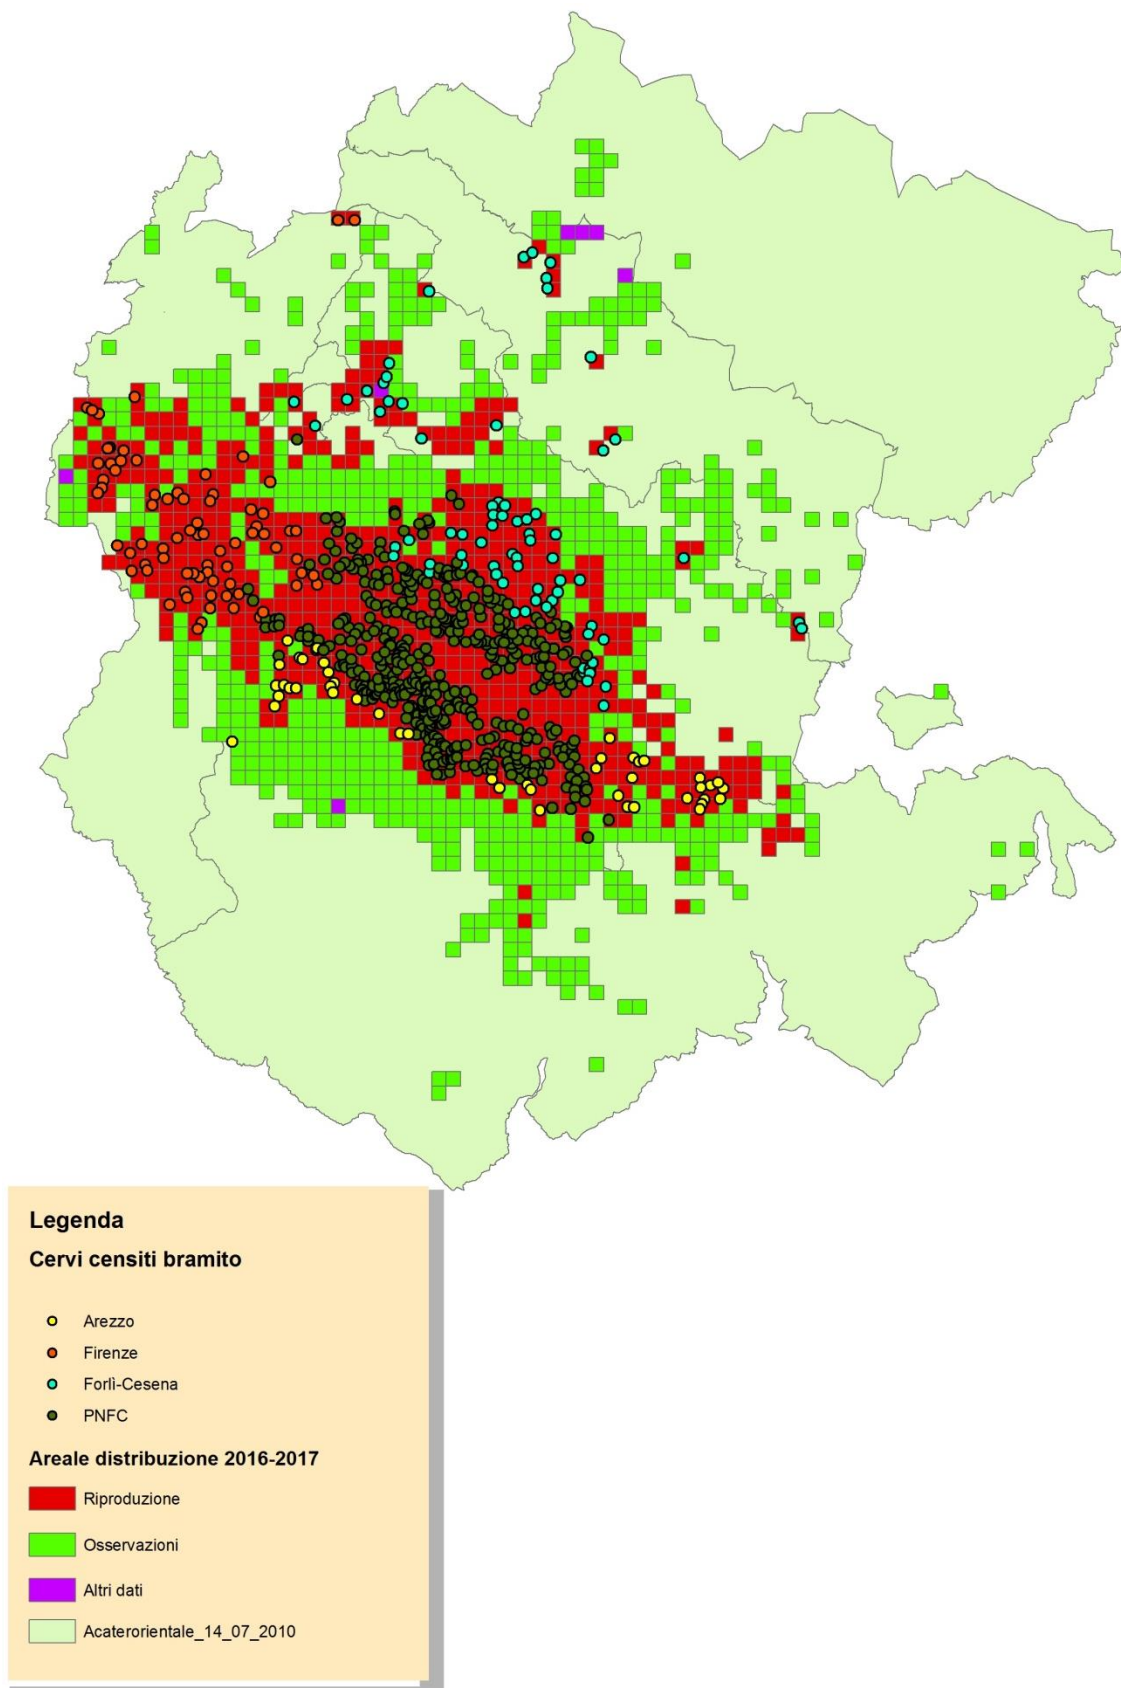 Legenda
Cervi censiti bramito
Arezzo
Firenze
Forlì-Cesena
PNFC
Areale distribuzione 2016-2017
Riproduzione
Osservazioni
Altri dati
Acaterorientale_14_07_2010